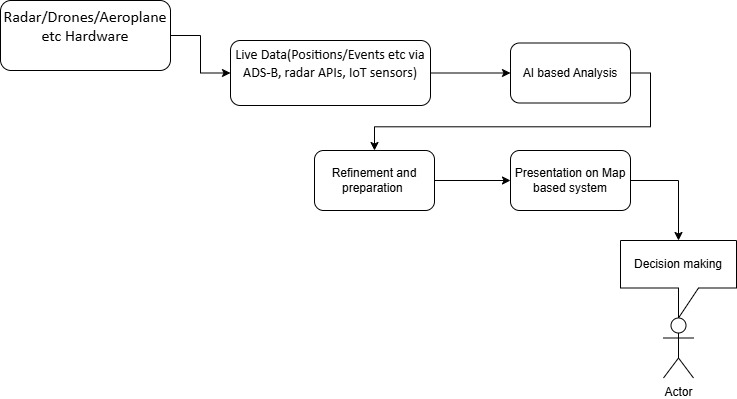 Radar/Drones/Aeroplane
etc Hardware
Live Data(Positions/Events etc via
ADS-B, radar APIs, IoT sensors)
AI based Analysis
Refinement and
preparation
Presentation on Map
based system
Decision making
Actor